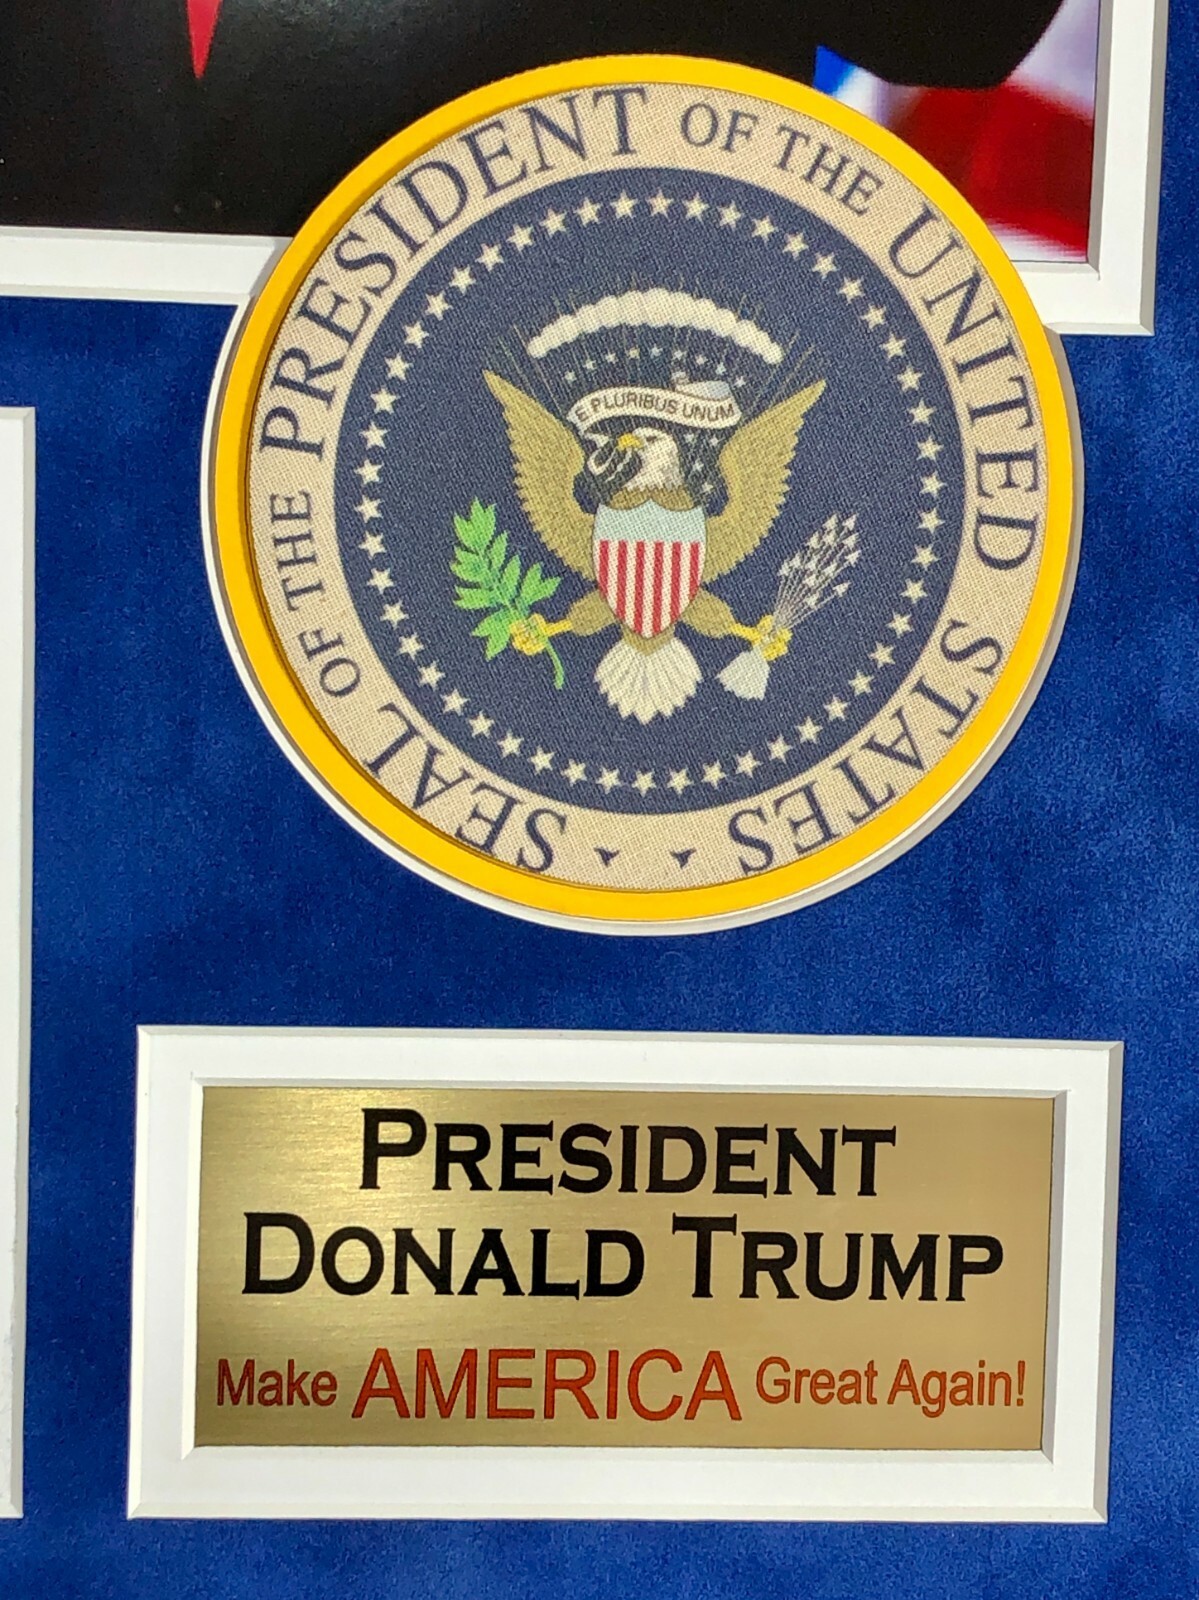 SEAL OF THE PRESIDENT OF THE UNITED STATES
E PLURIBUS UNUM
PRESIDENT
DONALD TRUMP
Make AMERICA Great Again!